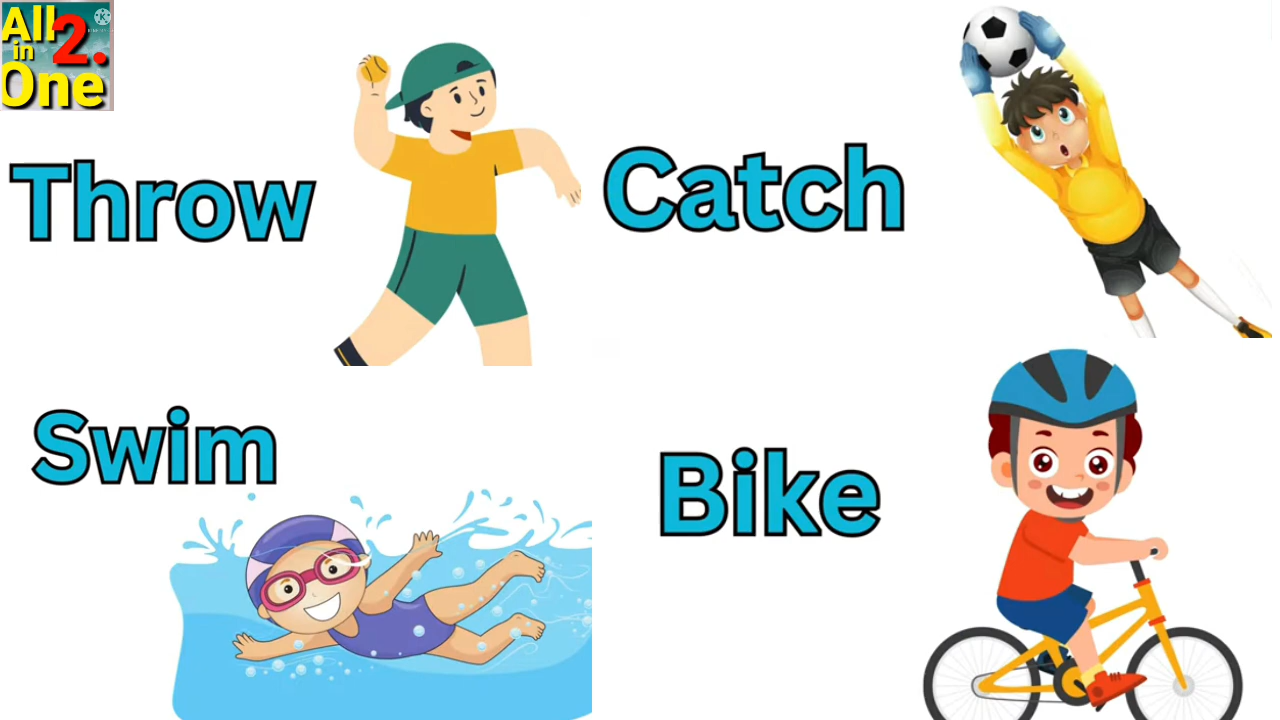 All
in 2.
One
Throw
Catch
Swim
Bike